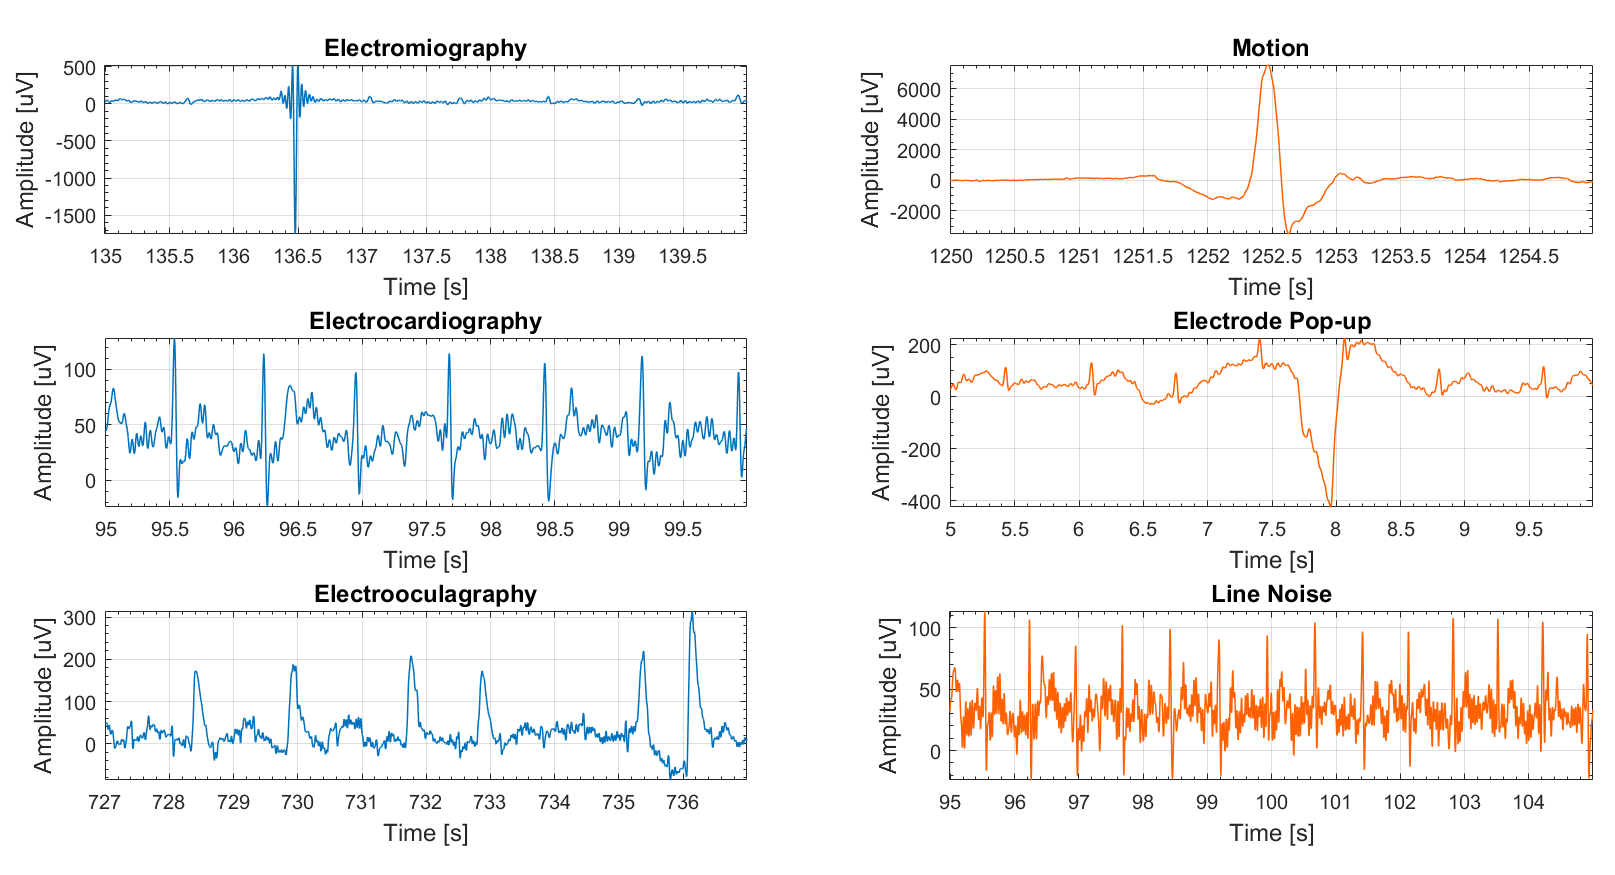 Electromiography
500
0
-500
-1000
-1500
Amplitude [uV]
135 135.5 136 136.5 137 137.5 138 138.5 139 139.5
Time [s]
Motion
6000
4000
2000
0
-2000
Amplitude [uV]
1250 1250.5 1251 1251.5 1252 1252.5 1253 1253.5 1254 1254.5
Time [s]
Electrocardiography
100
50
0
Amplitude [uV]
95 95.5 96 96.5 97 97.5 98 98.5 99 99.5
Time [s]
Electrode Pop-up
200
0
-200
-400
Amplitude [uV]
5 5.5 6 6.5 7 7.5 8 8.5 9 9.5
Time [s]
Electrooculagraphy
300
200
100
0
Amplitude [uV]
727 728 729 730 731 732 733 734 735 736
Time [s]
Line Noise
100
50
0
Amplitude [uV]
95 96 97 98 99 100 101 102 103 104
Time [s]